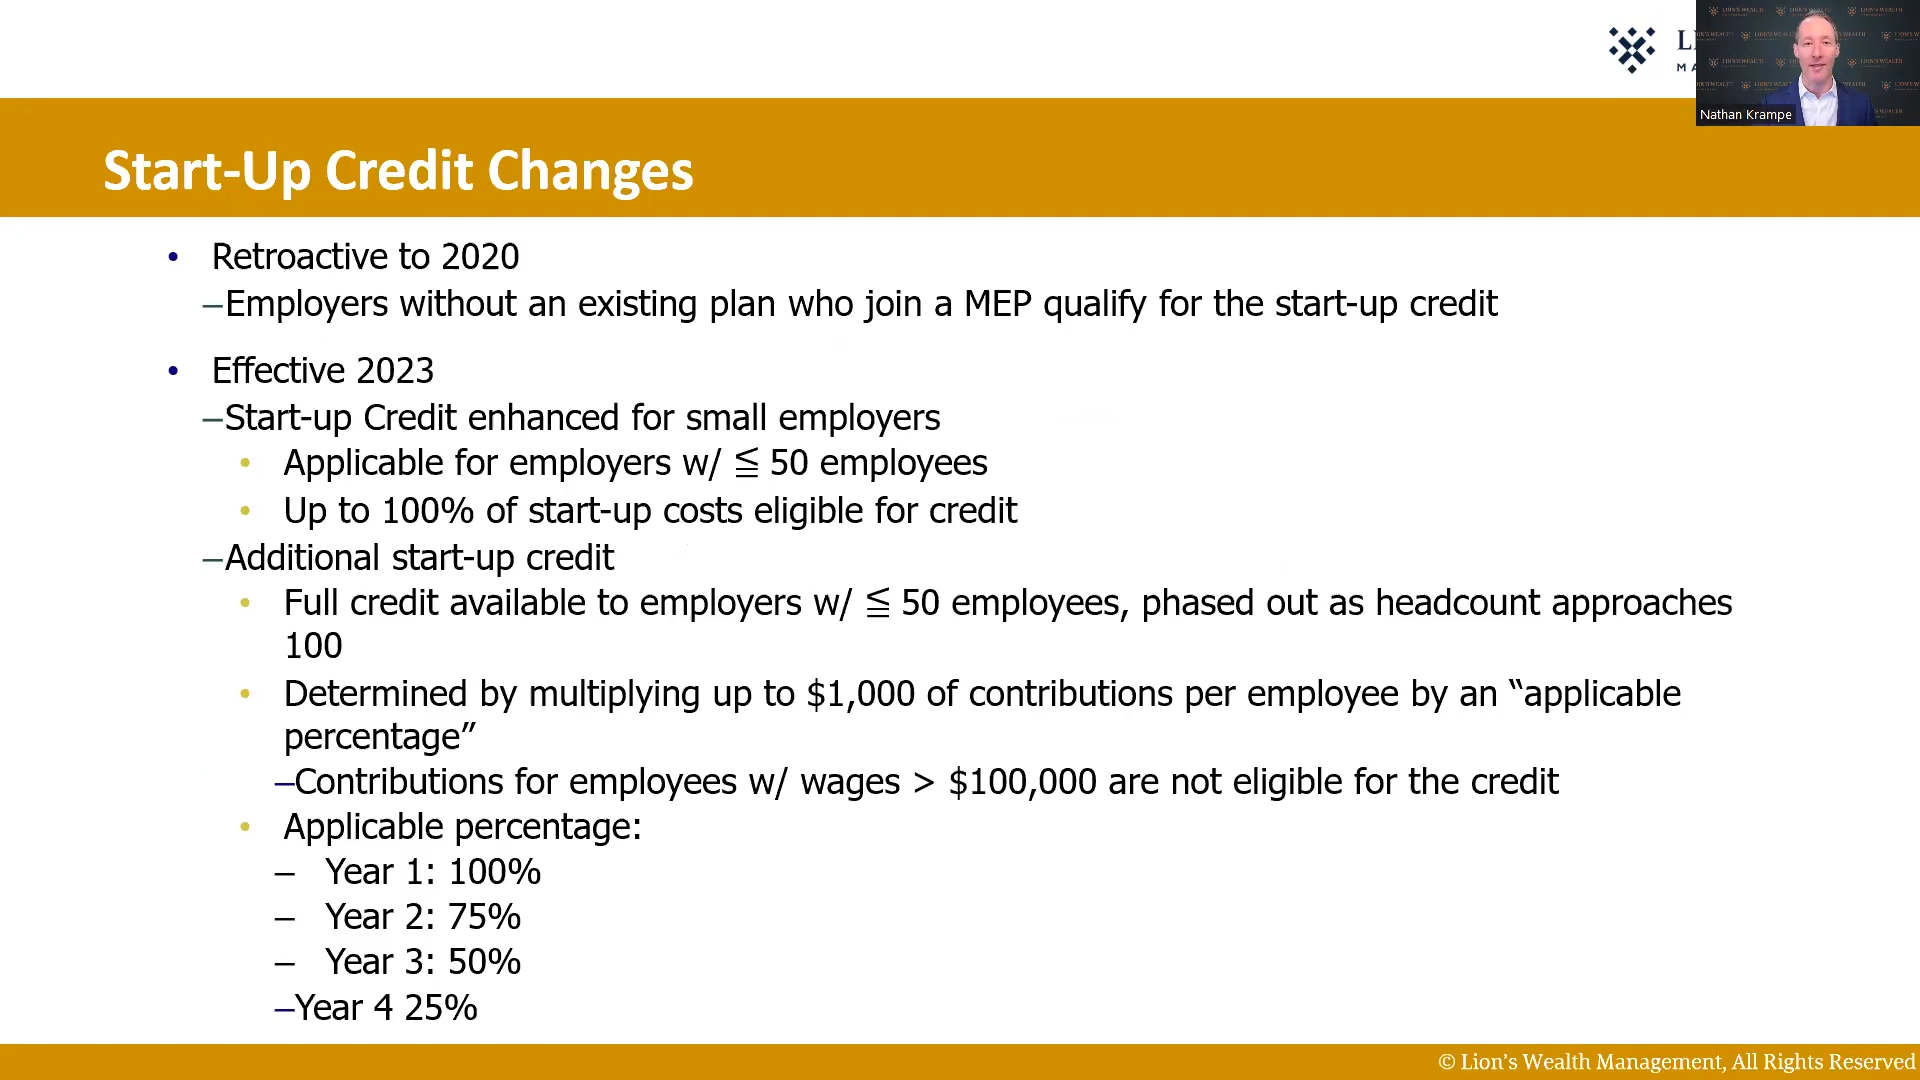 Nathan Krampe
Start-Up Credit Changes
• Retroactive to 2020
–Employers without an existing plan who join a MEP qualify for the start-up credit
• Effective 2023
–Start-up Credit enhanced for small employers
• Applicable for employers w/ ≦ 50 employees
• Up to 100% of start-up costs eligible for credit
–Additional start-up credit
• Full credit available to employers w/ ≦ 50 employees, phased out as headcount approaches
100
• Determined by multiplying up to $1,000 of contributions per employee by an “applicable
percentage”
–Contributions for employees w/ wages > $100,000 are not eligible for the credit
• Applicable percentage:
– Year 1: 100%
– Year 2: 75%
– Year 3: 50%
–Year 4 25%
© Lion’s Wealth Management, All Rights Reserved